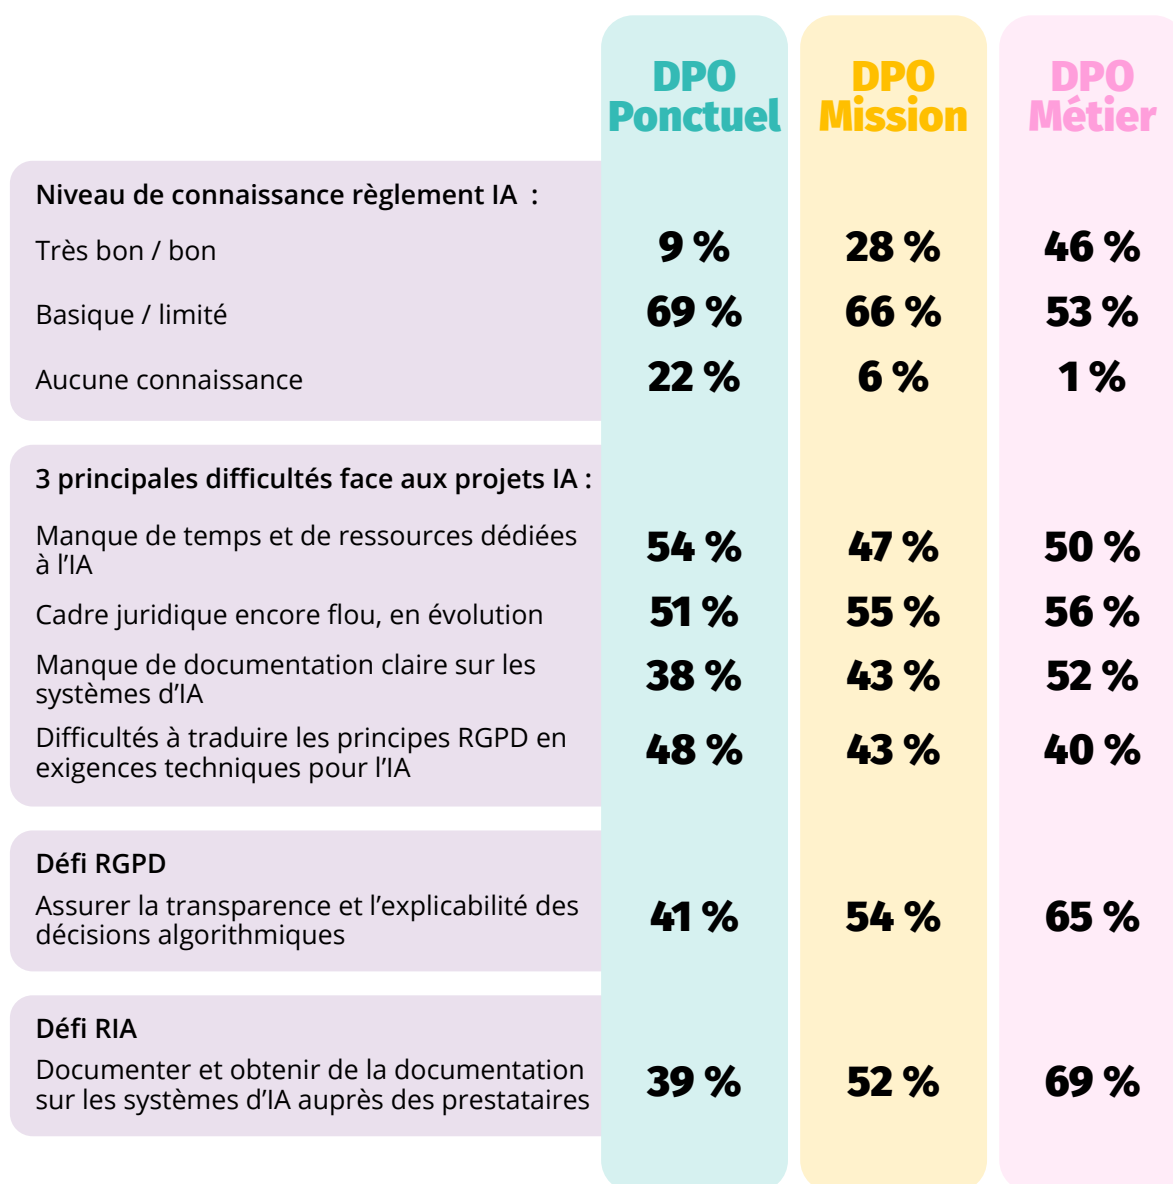 DPO
Ponctuel
DPO
Mission
DPO
Métier
Niveau de connaissance règlement IA :
Très bon / bon 9 % 28 % 46 %
Basique / limité 69 % 66 % 53 %
Aucune connaissance 22 % 6 % 1 %
3 principales difficultés face aux projets IA :
Manque de temps et de ressources dédiées
à l’IA
54 % 47 % 50 %
Cadre juridique encore flou, en évolution 51 % 55 % 56 %
Manque de documentation claire sur les
systèmes d’IA
38 % 43 % 52 %
Difficultés à traduire les principes RGPD en
exigences techniques pour l’IA
48 % 43 % 40 %
Défi RGPD
Assurer la transparence et l’explicabilité des
décisions algorithmiques
41 % 54 % 65 %
Défi RIA
Documenter et obtenir de la documentation
sur les systèmes d'IA auprès des prestataires
39 % 52 % 69 %